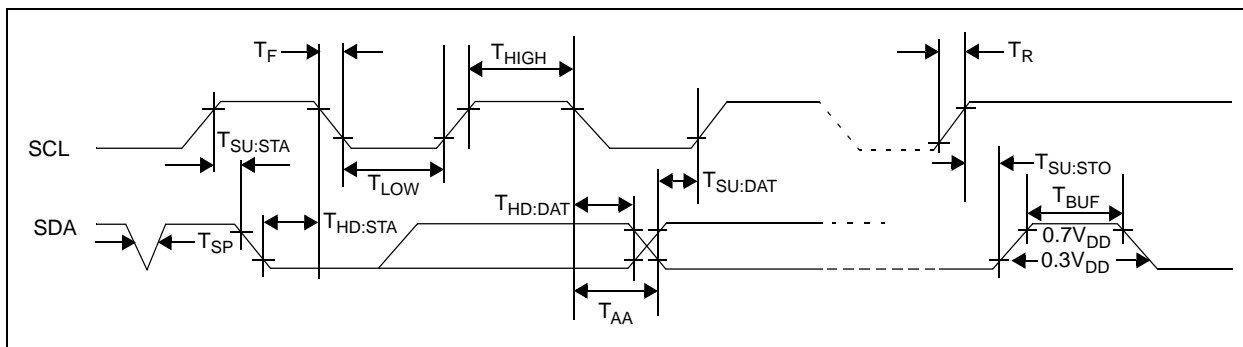 T_F
T_HIGH
T_R
SCL
T_SU:STA
T_LOW
T_SU:DAT
T_SU:STO
T_BUF
SDA
T_SP
T_HD:STA
T_HD:DAT
0.7V_DD
0.3V_DD
T_AA